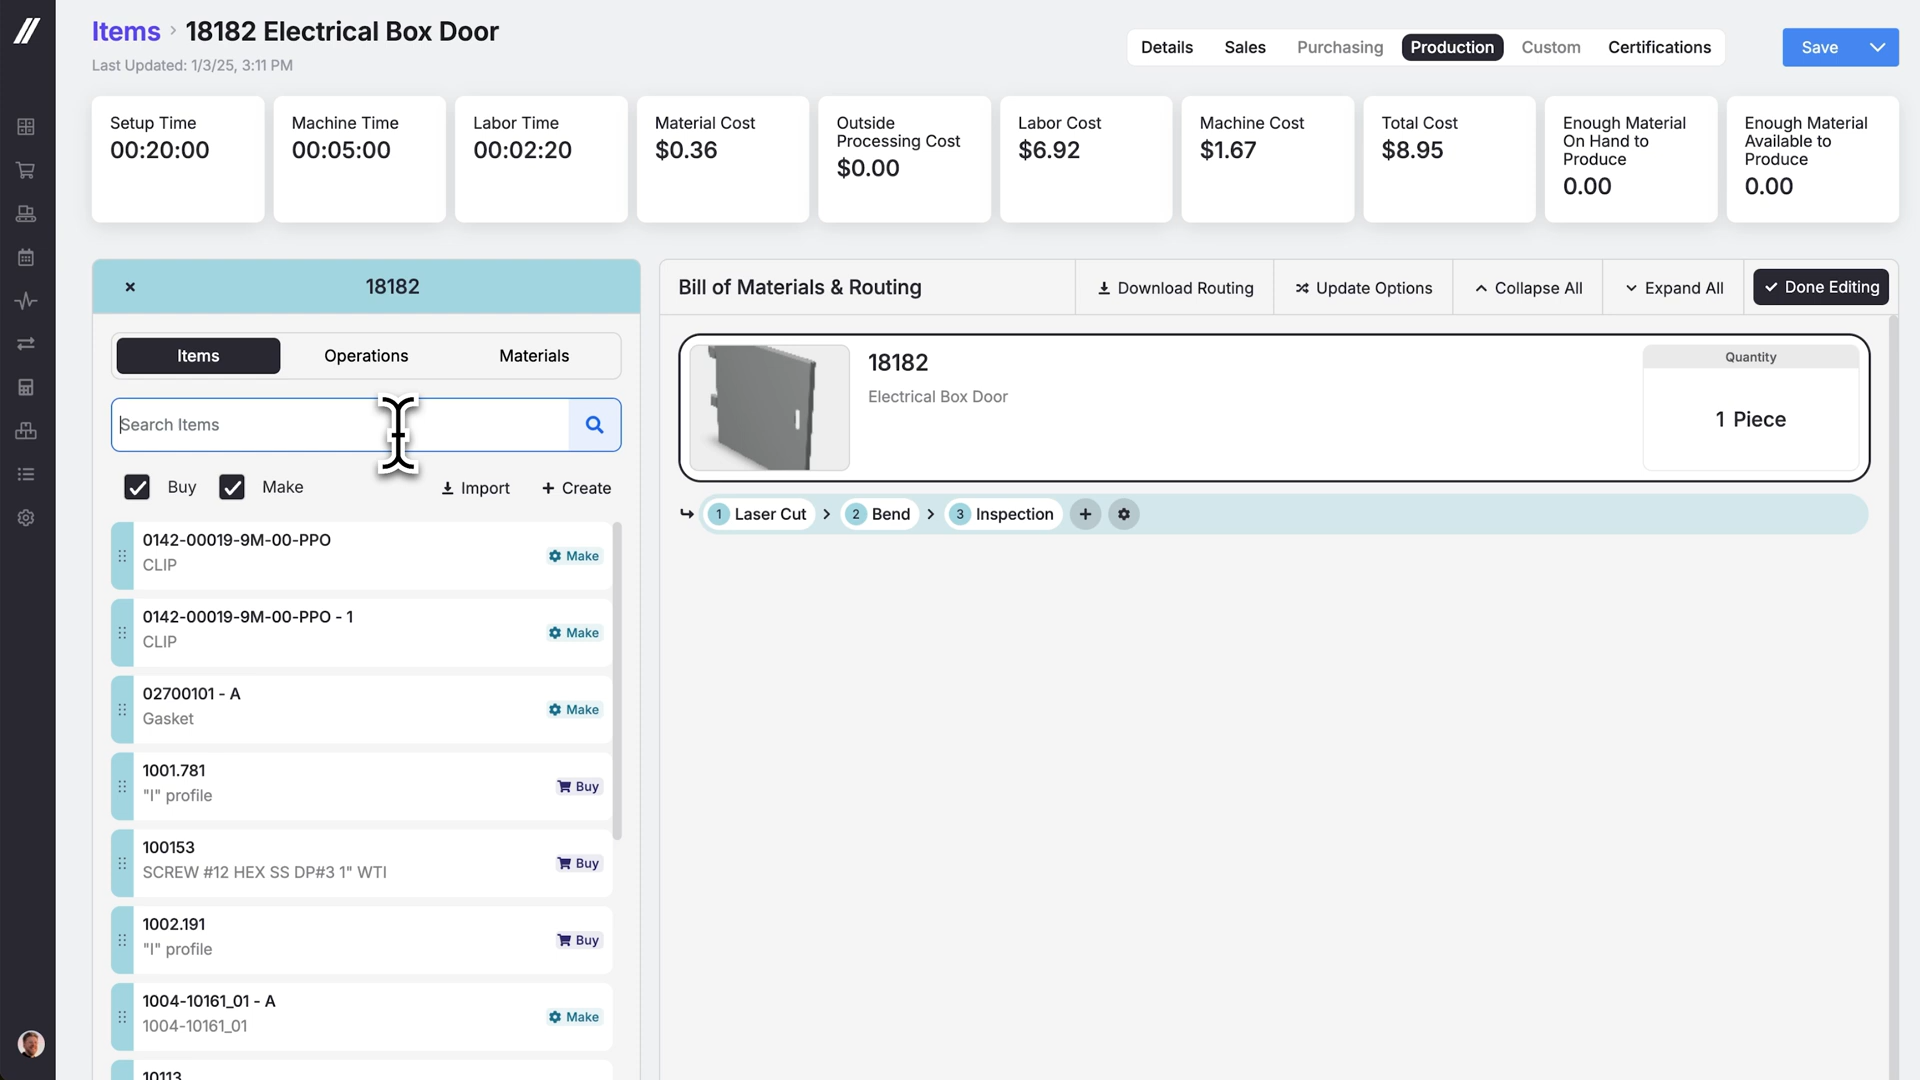 Items › 18182 Electrical Box Door
Last Updated: 1/3/25, 3:11 PM
Details Sales Purchasing Production Custom Certifications
Save
Setup Time
00:20:00
Machine Time
00:05:00
Labor Time
00:02:20
Material Cost
$0.36
Outside
Processing Cost
$0.00
Labor Cost
$6.92
Machine Cost
$1.67
Total Cost
$8.95
Enough Material
On Hand to
Produce
0.00
Enough Material
Available to
Produce
0.00
18182
Items Operations Materials
Search Items
Buy Make Import + Create
0142-00019-9M-00-PPO
CLIP
Make
0142-00019-9M-00-PPO - 1
CLIP
Make
02700101 - A
Gasket
Make
1001.781
"I" profile
Buy
100153
SCREW #12 HEX SS DP#3 1" WTI
Buy
1002.191
"I" profile
Buy
1004-10161_01 - A
1004-10161_01
Make
10113
Bill of Materials & Routing
Download Routing Update Options Collapse All Expand All Done Editing
18182
Electrical Box Door
Quantity
1 Piece
1 Laser Cut > 2 Bend > 3 Inspection +